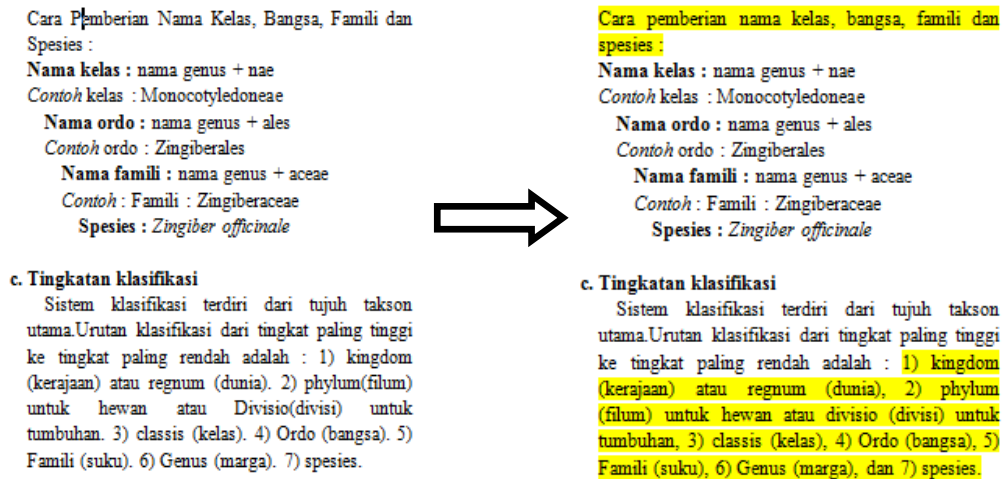 Cara Pemberian Nama Kelas, Bangsa, Famili dan
Spesies :
Nama kelas : nama genus + nae
Contoh kelas : Monocotyledoneae
Nama ordo : nama genus + ales
Contoh ordo : Zingiberales
Nama famili : nama genus + aceae
Contoh : Famili : Zingiberaceae
Spesies : Zingiber officinale
c. Tingkatan klasifikasi
Sistem klasifikasi terdiri dari tujuh takson
utama.Urutan klasifikasi dari tingkat paling tinggi
ke tingkat paling rendah adalah : 1) kingdom
(kerajaan) atau regnum (dunia). 2) phylum(filum)
untuk hewan atau Divisio(divisi) untuk
tumbuhan. 3) classis (kelas). 4) Ordo (bangsa). 5)
Famili (suku). 6) Genus (marga). 7) spesies.
Cara pemberian nama kelas, bangsa, famili dan
spesies :
Nama kelas : nama genus + nae
Contoh kelas : Monocotyledoneae
Nama ordo : nama genus + ales
Contoh ordo : Zingiberales
Nama famili : nama genus + aceae
Contoh : Famili : Zingiberaceae
Spesies : Zingiber officinale
c. Tingkatan klasifikasi
Sistem klasifikasi terdiri dari tujuh takson
utama.Urutan klasifikasi dari tingkat paling tinggi
ke tingkat paling rendah adalah : 1) kingdom
(kerajaan) atau regnum (dunia), 2) phylum
(filum) untuk hewan atau divisio (divisi) untuk
tumbuhan, 3) classis (kelas), 4) Ordo (bangsa), 5)
Famili (suku), 6) Genus (marga), dan 7) spesies.